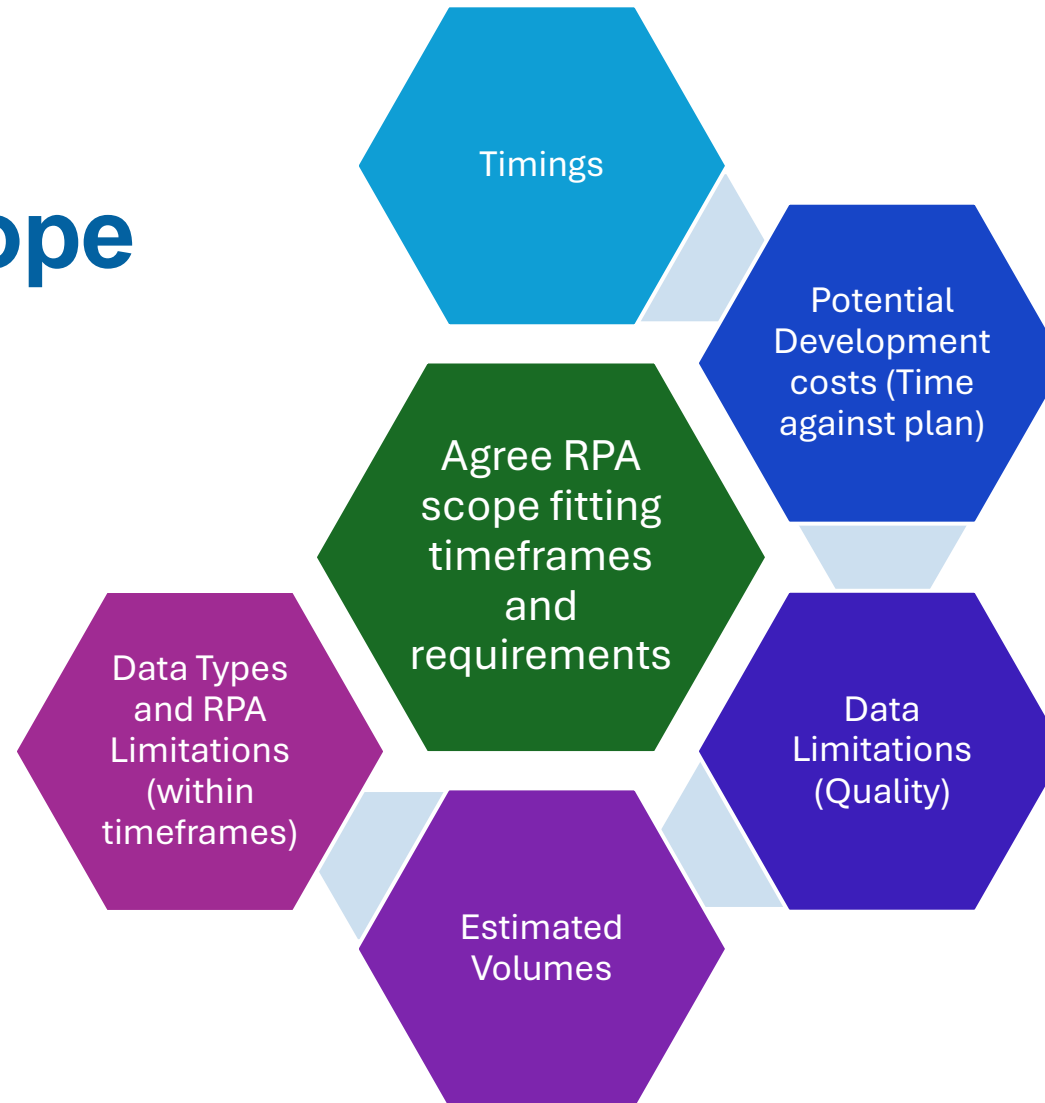 ope
Timings
Potential
Development
costs (Time
against plan)
Agree RPA
scope fitting
timeframes
and
requirements
Data Types
and RPA
Limitations
(within
timeframes)
Data
Limitations
(Quality)
Estimated
Volumes